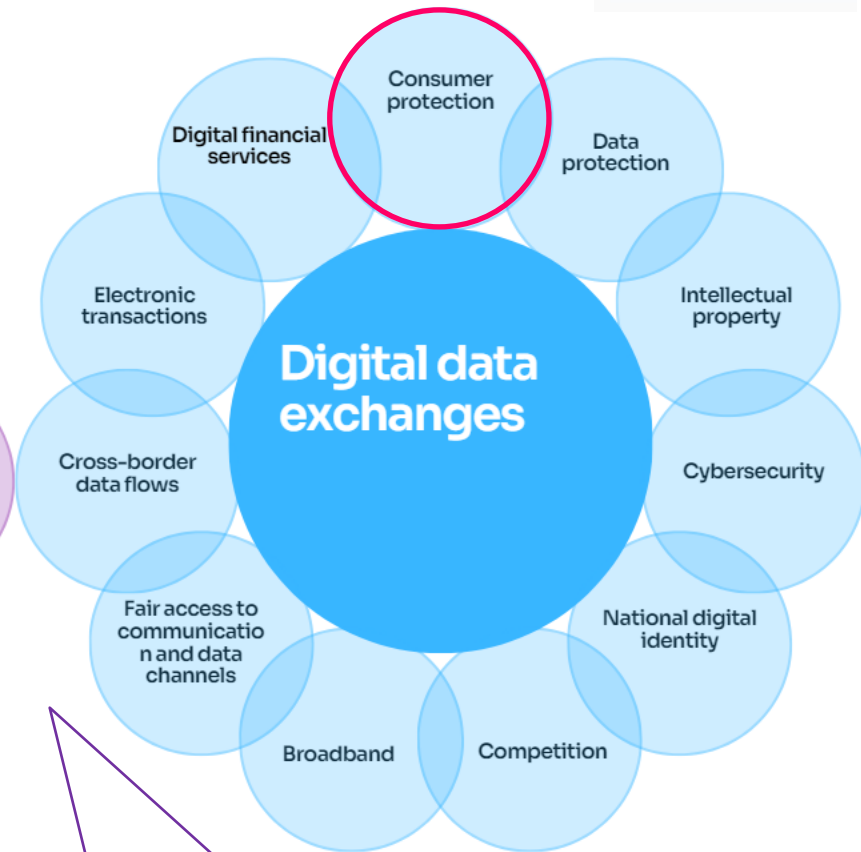 Consumer
protection
Digital financial
services
Data
protection
Electronic
transactions
Intellectual
property
Digital data
exchanges
Cross-border
data flows
Cybersecurity
Fair access to
communicatio
n and data
channels
National digital
identity
Broadband
Competition